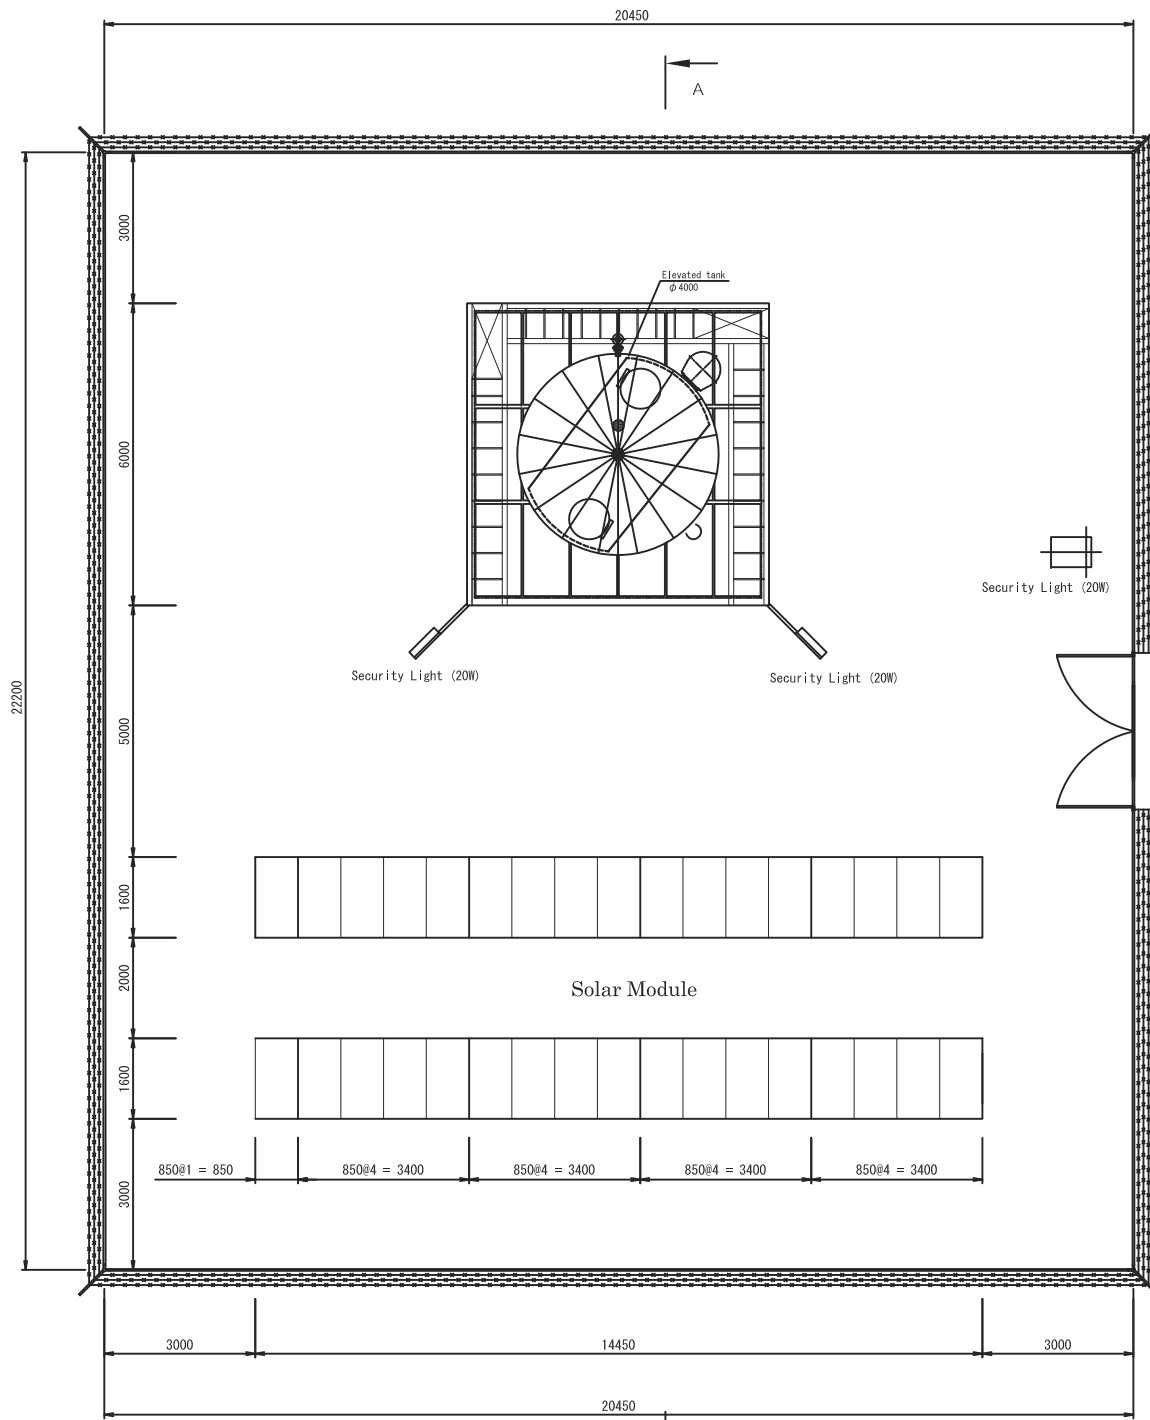 20450
A
3000
Elevated tank
φ4000
6000
Security Light (20W)
Security Light (20W)
Security Light (20W)
22200
5000
1600
2000
Solar Module
1600
850@1 = 850
850@4 = 3400
850@4 = 3400
850@4 = 3400
850@4 = 3400
3000
3000
14450
3000
20450